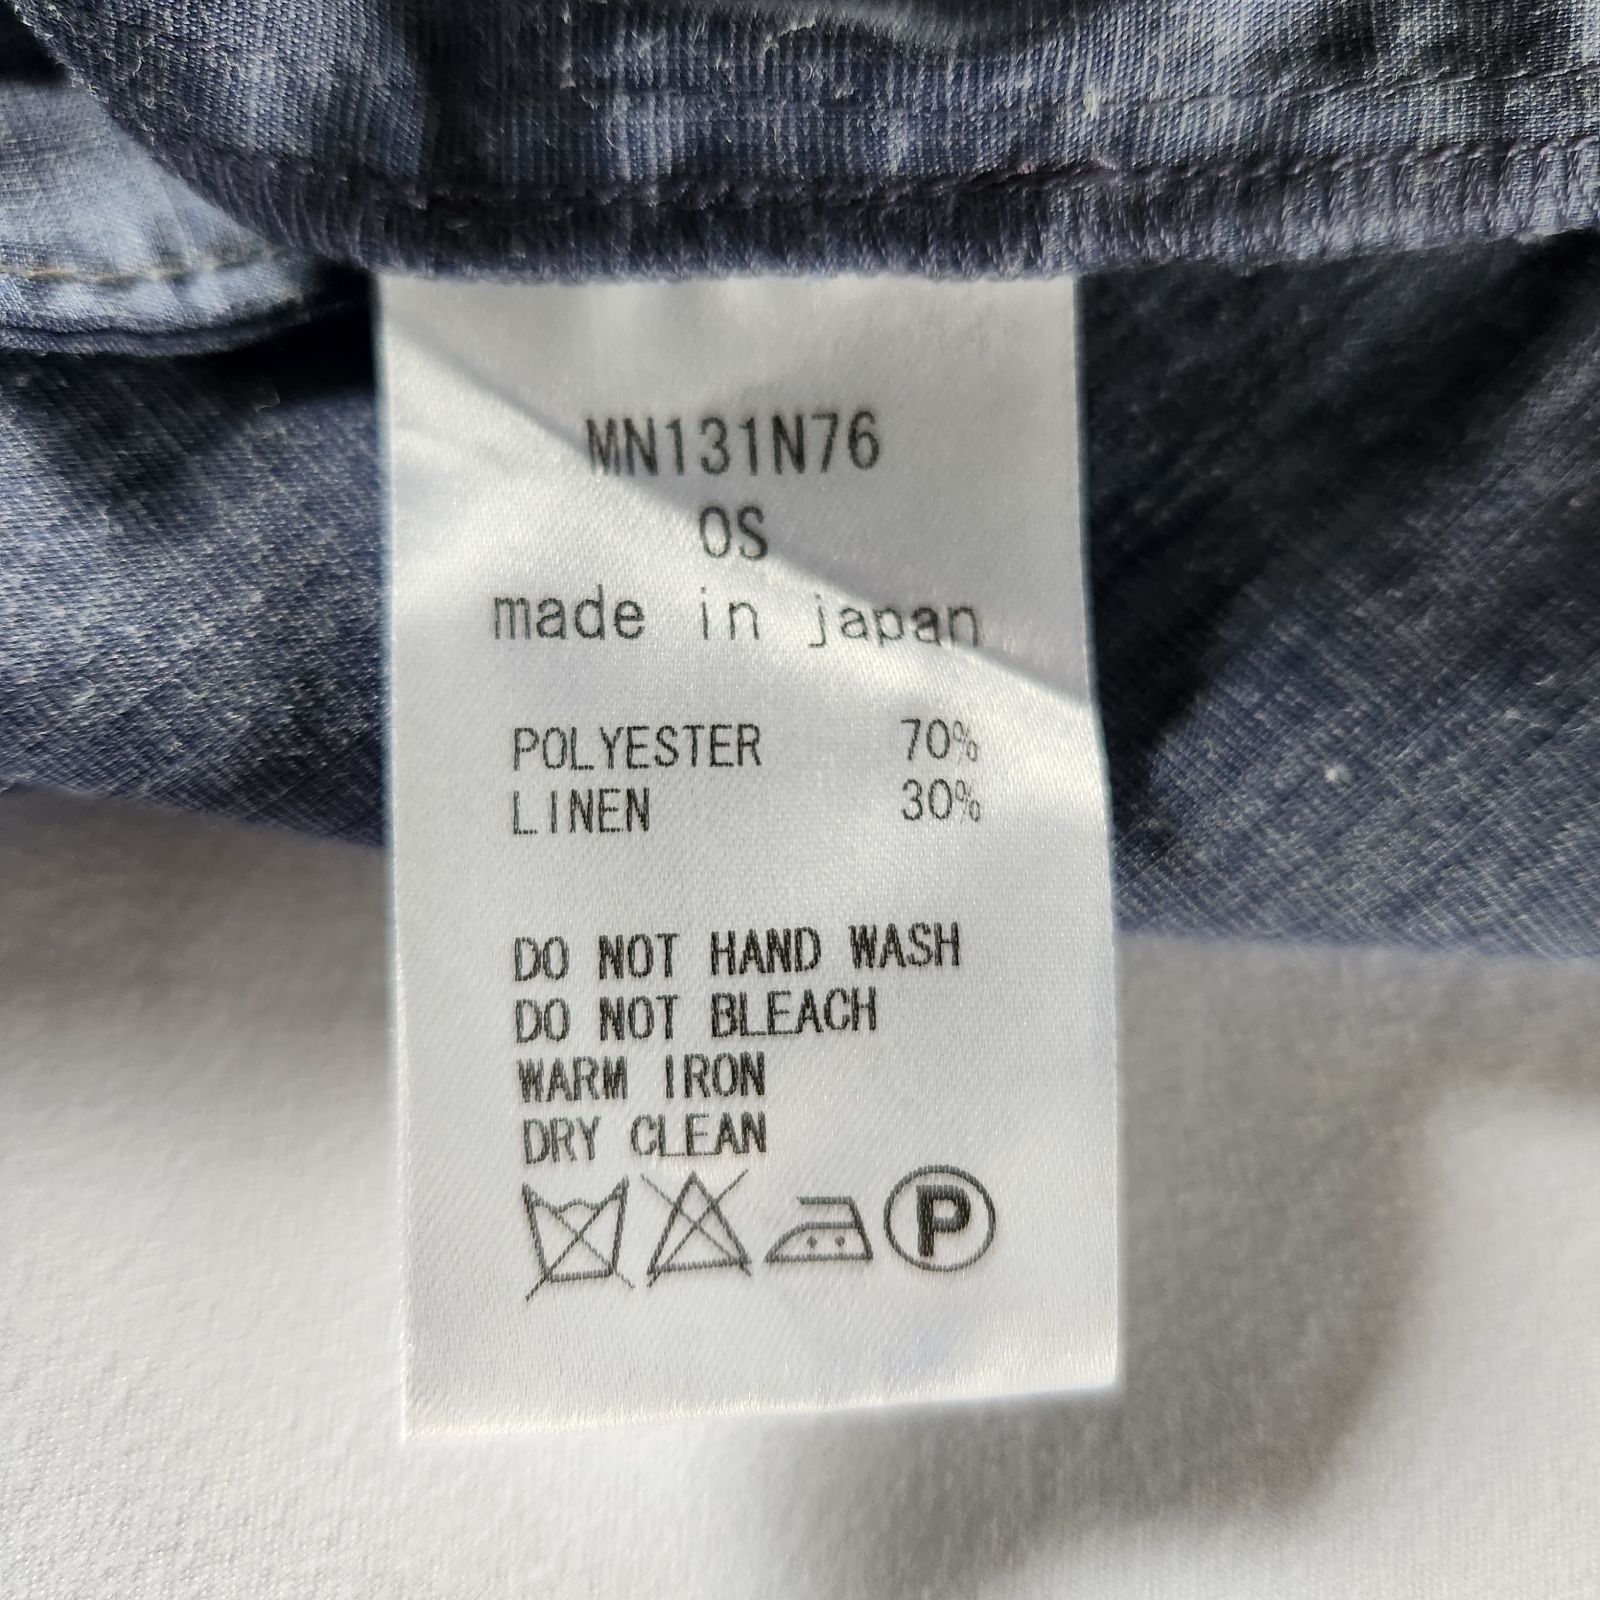 MN131N76
OS
made in japan
POLYESTER 70%
LINEN 30%
DO NOT HAND WASH
DO NOT BLEACH
WARM IRON
DRY CLEAN
P